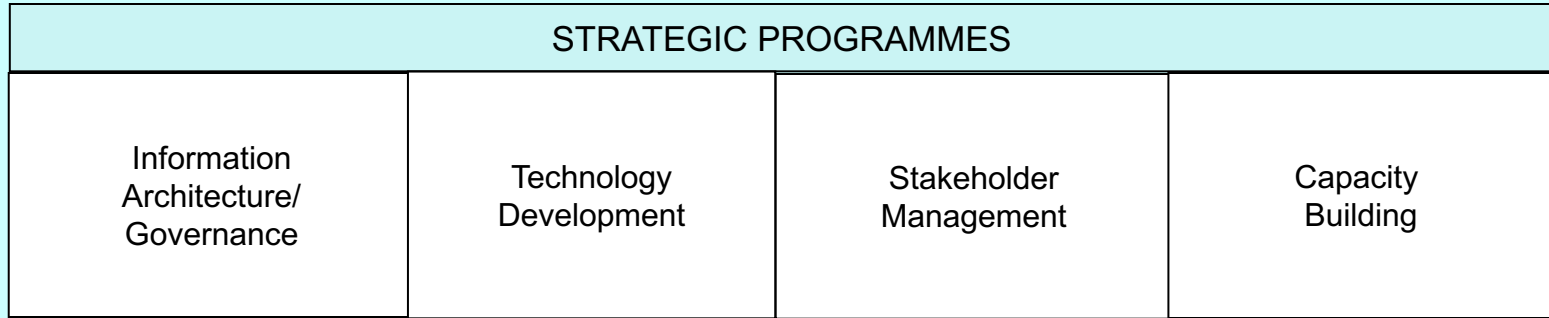 STRATEGIC PROGRAMMES
Information
Architecture/
Governance
Technology
Development
Stakeholder
Management
Capacity
Building